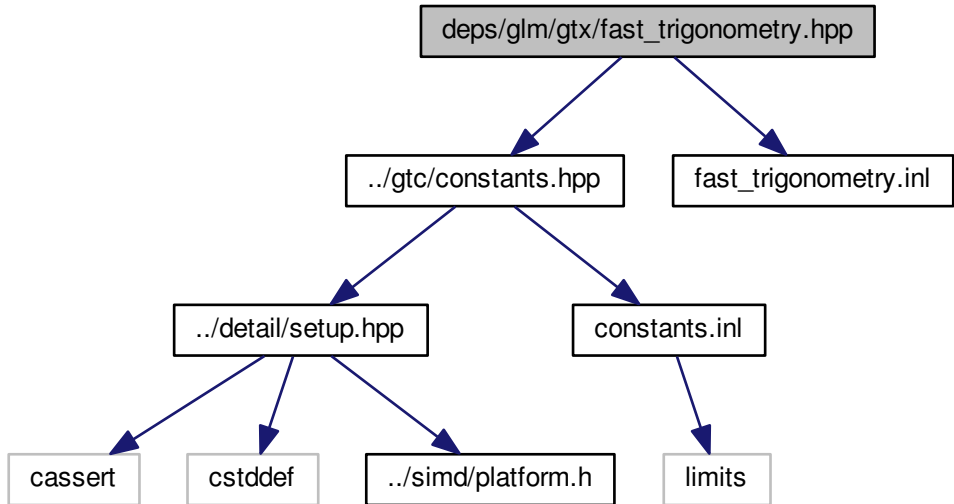 deps/glm/gtx/fast_trigonometry.hpp
../gtc/constants.hpp
fast_trigonometry.inl
../detail/setup.hpp
constants.inl
cassert
cstddef
../simd/platform.h
limits